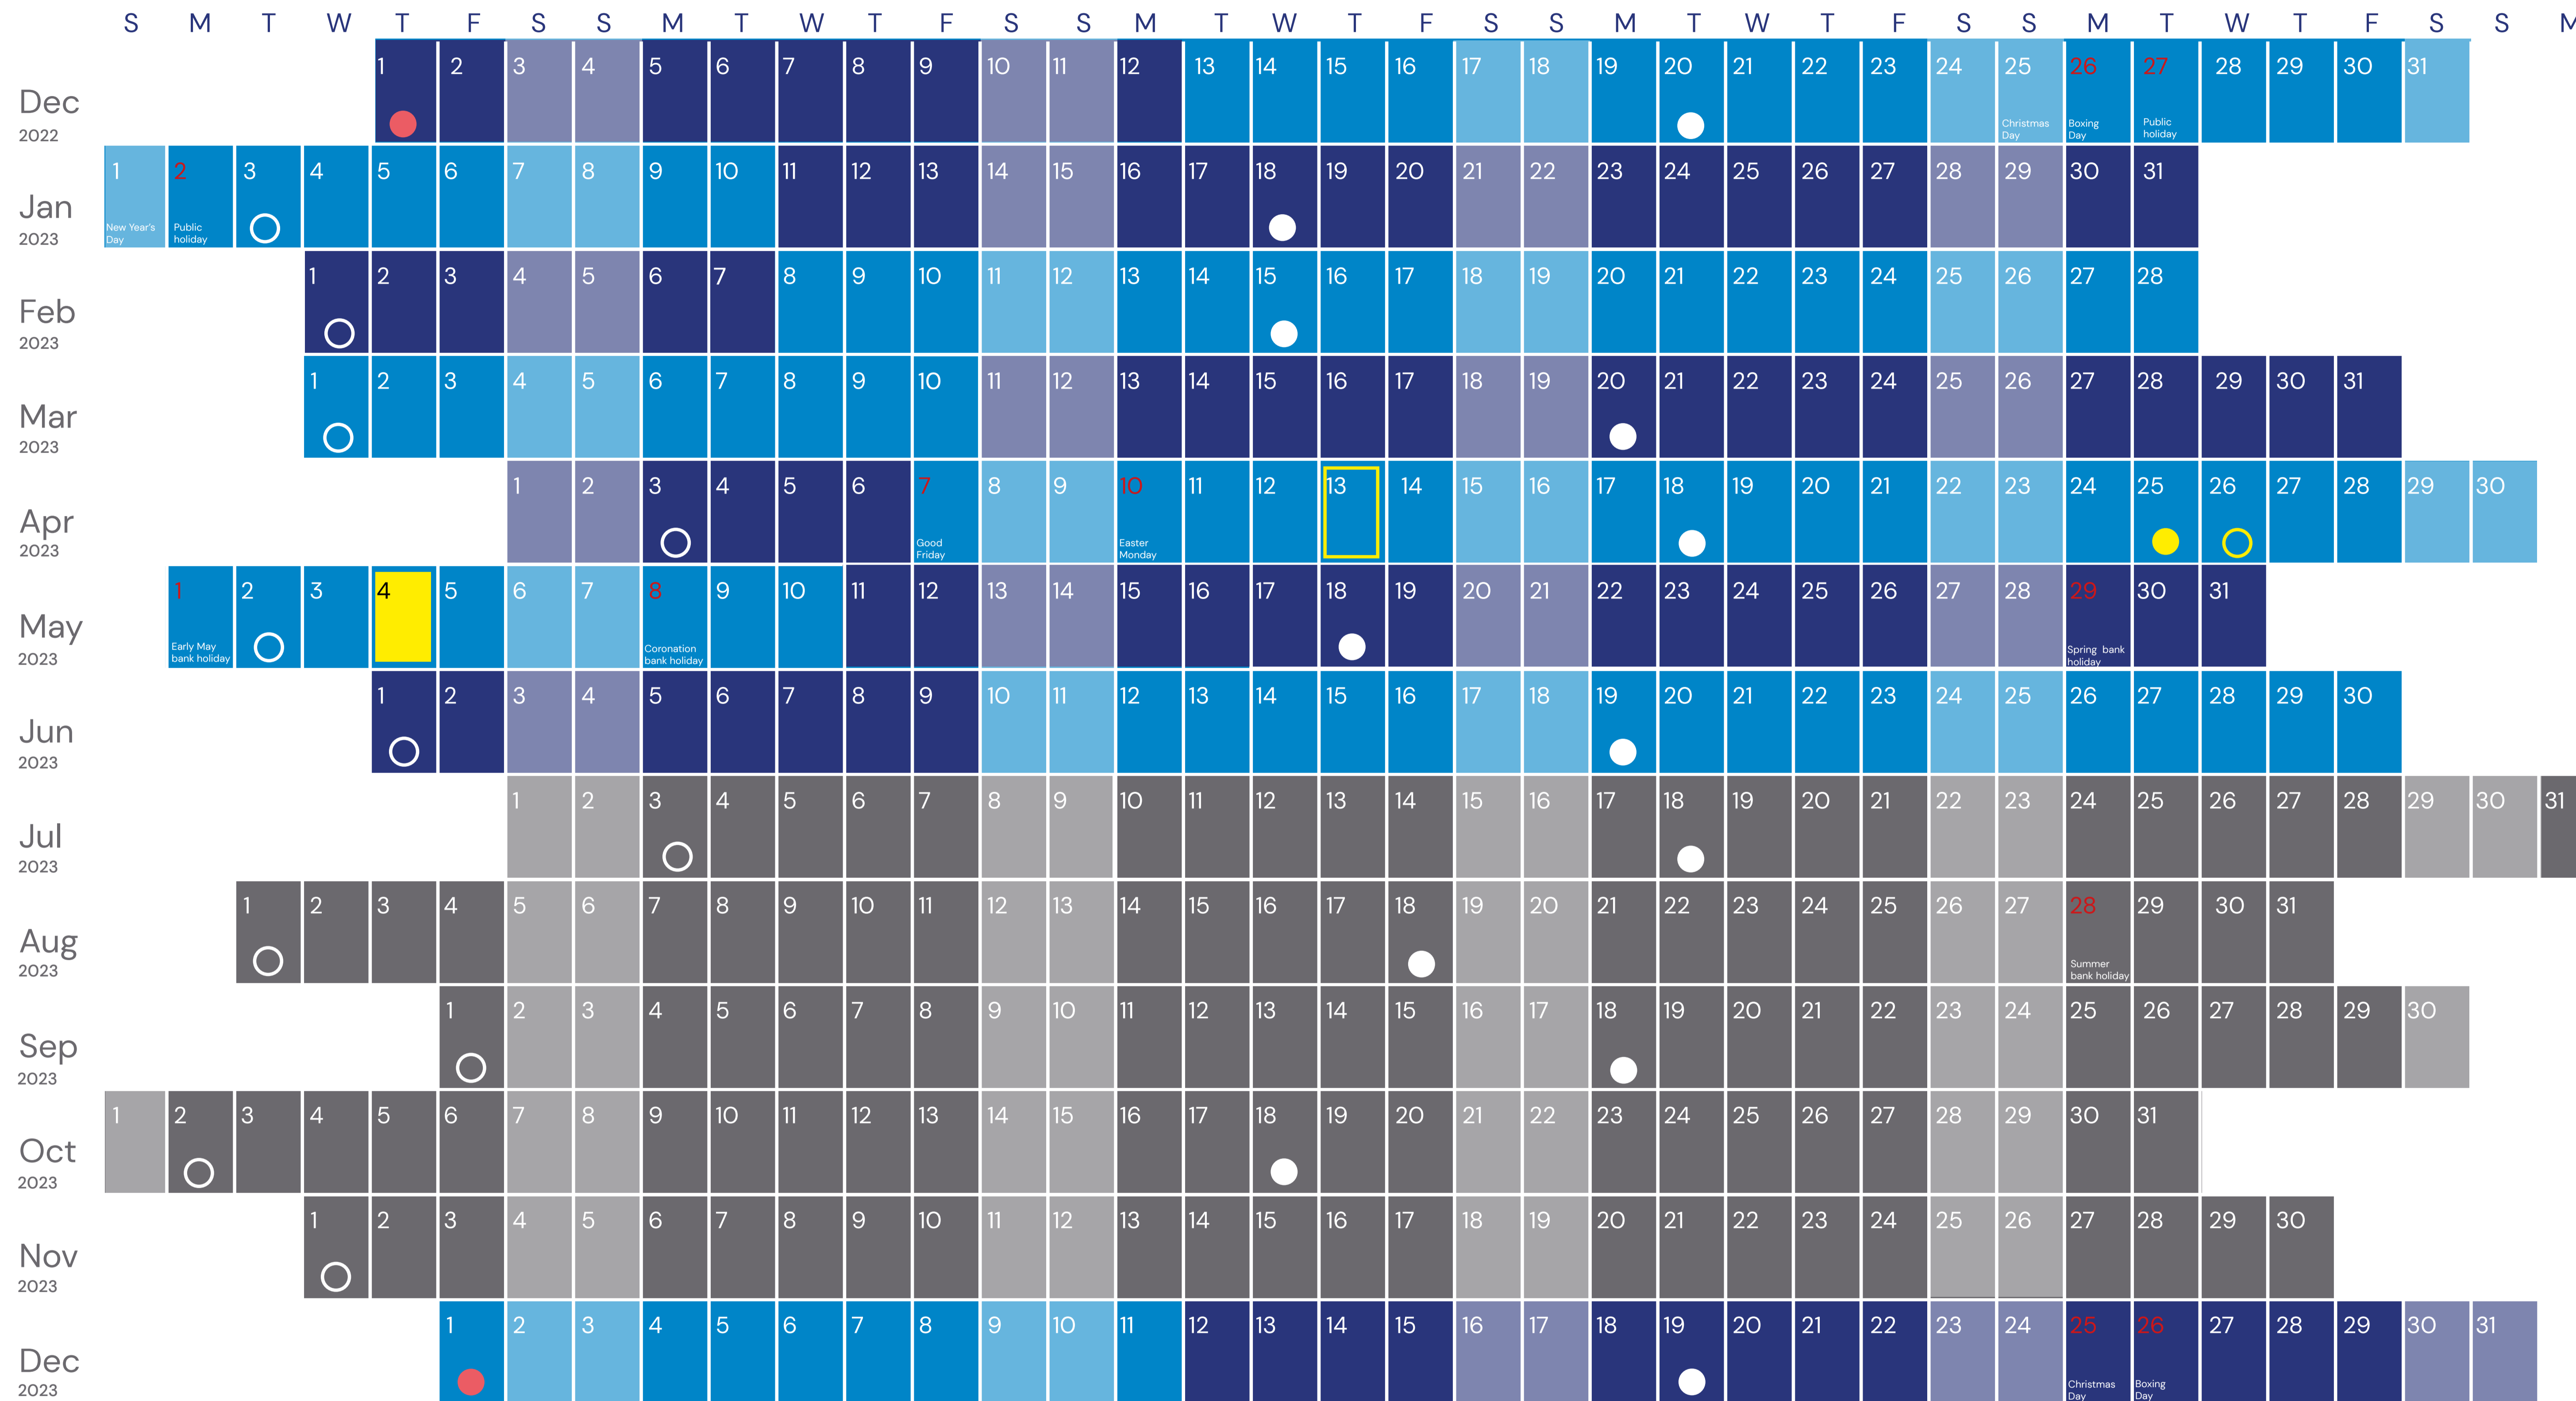 S M T W T F S S M T W T F S S M T W T F S S M T W T F S S M T W T F S S M
Dec
2022
1 2 3 4 5 6 7 8 9 10 11 12 13 14 15 16 17 18 19 20 21 22 23 24 25 26 27 28 29 30 31
Christmas
Day
Boxing
Day
Public
holiday
Jan
2023
1 2 3 4 5 6 7 8 9 10 11 12 13 14 15 16 17 18 19 20 21 22 23 24 25 26 27 28 29 30 31
New Year's
Day
Public
holiday
Feb
2023
1 2 3 4 5 6 7 8 9 10 11 12 13 14 15 16 17 18 19 20 21 22 23 24 25 26 27 28
Mar
2023
1 2 3 4 5 6 7 8 9 10 11 12 13 14 15 16 17 18 19 20 21 22 23 24 25 26 27 28 29 30 31
Apr
2023
1 2 3 4 5 6 7 8 9 10 11 12 13 14 15 16 17 18 19 20 21 22 23 24 25 26 27 28 29 30
Good
Friday
Easter
Monday
May
2023
1 2 3 4 5 6 7 8 9 10 11 12 13 14 15 16 17 18 19 20 21 22 23 24 25 26 27 28 29 30 31
Early May
bank holiday
Coronation
bank holiday
Spring bank
holiday
Jun
2023
1 2 3 4 5 6 7 8 9 10 11 12 13 14 15 16 17 18 19 20 21 22 23 24 25 26 27 28 29 30
Jul
2023
1 2 3 4 5 6 7 8 9 10 11 12 13 14 15 16 17 18 19 20 21 22 23 24 25 26 27 28 29 30 31
Aug
2023
1 2 3 4 5 6 7 8 9 10 11 12 13 14 15 16 17 18 19 20 21 22 23 24 25 26 27 28 29 30 31
Summer
bank holiday
Sep
2023
1 2 3 4 5 6 7 8 9 10 11 12 13 14 15 16 17 18 19 20 21 22 23 24 25 26 27 28 29 30
Oct
2023
1 2 3 4 5 6 7 8 9 10 11 12 13 14 15 16 17 18 19 20 21 22 23 24 25 26 27 28 29 30 31
Nov
2023
1 2 3 4 5 6 7 8 9 10 11 12 13 14 15 16 17 18 19 20 21 22 23 24 25 26 27 28 29 30
Dec
2023
1 2 3 4 5 6 7 8 9 10 11 12 13 14 15 16 17 18 19 20 21 22 23 24 25 26 27 28 29 30 31
Christmas
Day
Boxing
Day